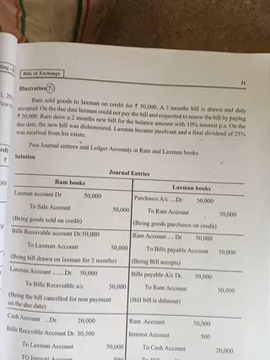 Bills of Exchange
31
Illustration 7:
Ram sold goods to laxman on credit for ₹ 50,000. A 3 months bill is drawn and duly
accepted. On the due date laxman could not pay the bill and requested to renew the bill by paying
₹ 20,000. Ram drew a 2 months new bill for the balance amount with 10% interest p.a. On the
due date, the new bill was dishonoured. Laxman became insolvent and a final dividend of 25%
was received from his estate.
Pass Journal entries and Ledger Accounts in Ram and Laxman books.
Solution
Journal Entries
Ram books
Laxman account Dr 50,000
To Sale Account 50,000
(Being goods sold on credit)
Bills Receivable account Dr. 50,000
To Laxman Account 50,000
(Being bill drawn on laxman for 3 months)
Laxman Account ...... Dr. 50,000
To Bills Receivable a/c 50,000
(Being the bill cancelled for non payment
on the due date)
Cash Account ...Dr. 20,000
Bills Receivble Account Dr. 30,500
To Laxman Account 50,000
TO Interest Account 500
Laxman books
Purchases A/c ...Dr. 50,000
To Ram Account 50,000
(Being goods purchases on credit)
Ram Account .... Dr 50,000
To Bills payable Account 50,000
(Being Bill accepts)
Bills payable A/c Dr. 50,000
To Ram Account 50,000
(Bill bill is dishonur)
Ram Account 50,000
Interest Account 500
To Cash Account 20,000